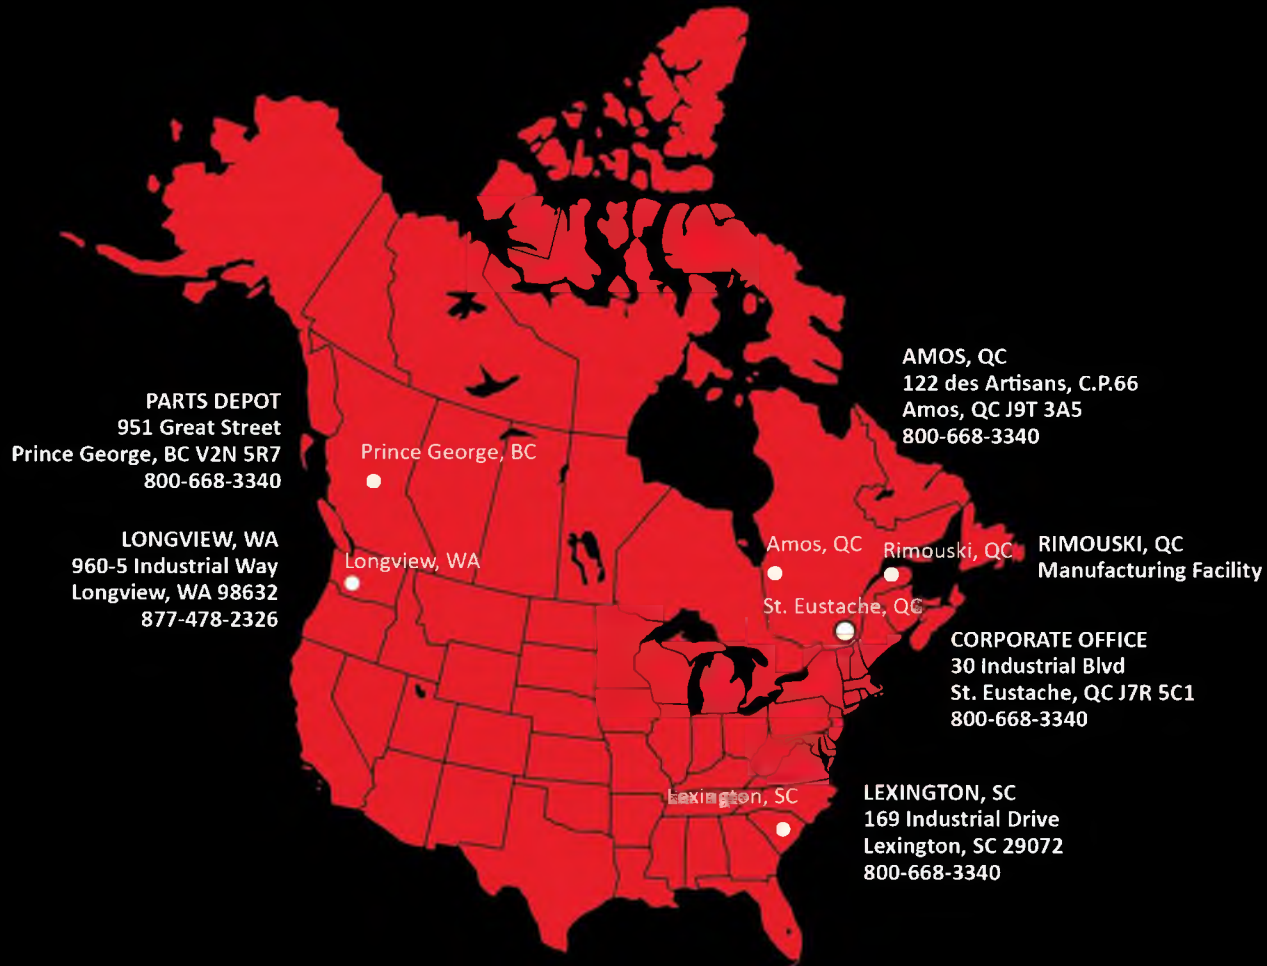 AMOS, QC
122 des Artisans, C.P.66
Amos, QC J9T 3A5
800-668-3340
PARTS DEPOT
951 Great Street
Prince George, BC V2N 5R7
800-668-3340
Prince George, BC
LONGVIEW, WA
960-5 Industrial Way
Longview, WA 98632
877-478-2326
Longview, WA
Amos, QC
Rimouski, QC
RIMOUSKI, QC
Manufacturing Facility
St. Eustache, QC
CORPORATE OFFICE
30 Industrial Blvd
St. Eustache, QC J7R 5C1
800-668-3340
Lexington, SC
LEXINGTON, SC
169 Industrial Drive
Lexington, SC 29072
800-668-3340